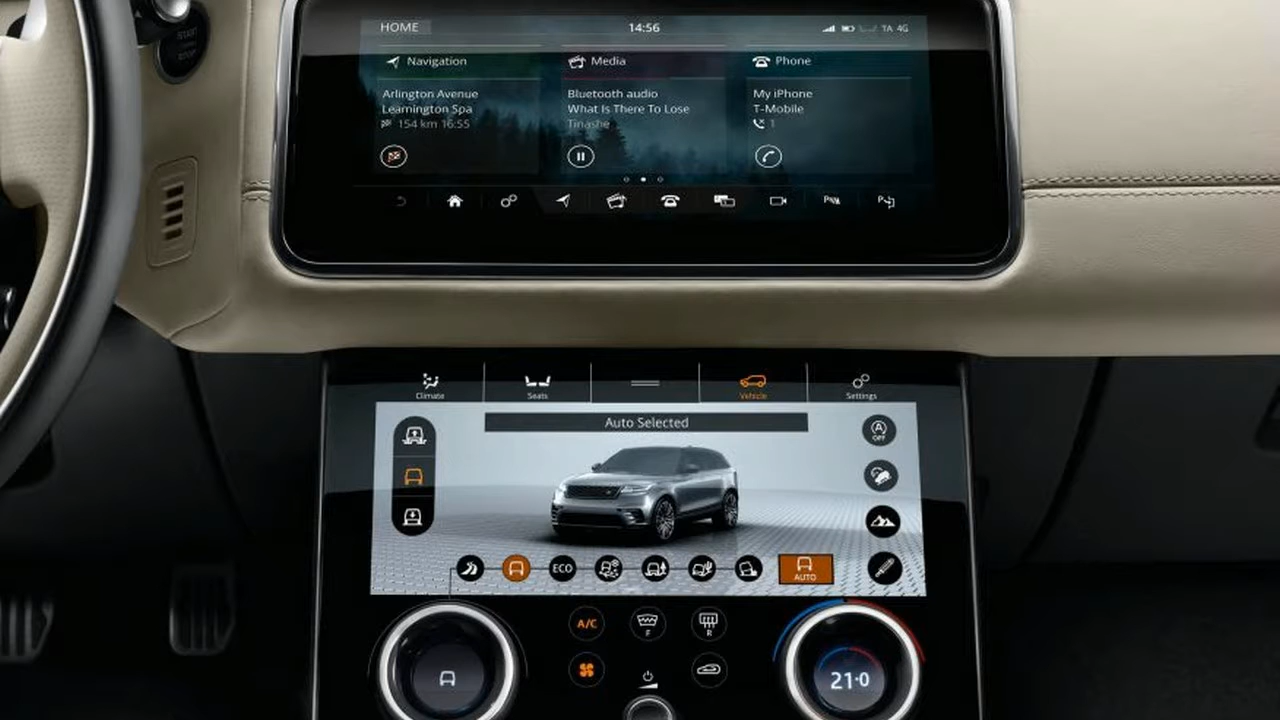 START
STOP
HOME
14:56
TA 4G
Navigation
Media
Phone
Arlington Avenue
Leamington Spa
154 km 16:55
Bluetooth audio
What Is There To Lose
Tinashe
My iPhone
T-Mobile
1
Climate
Seats
Vehicle
Settings
Auto Selected
A
OFF
ECO
AUTO
A/C
F
R
21·0